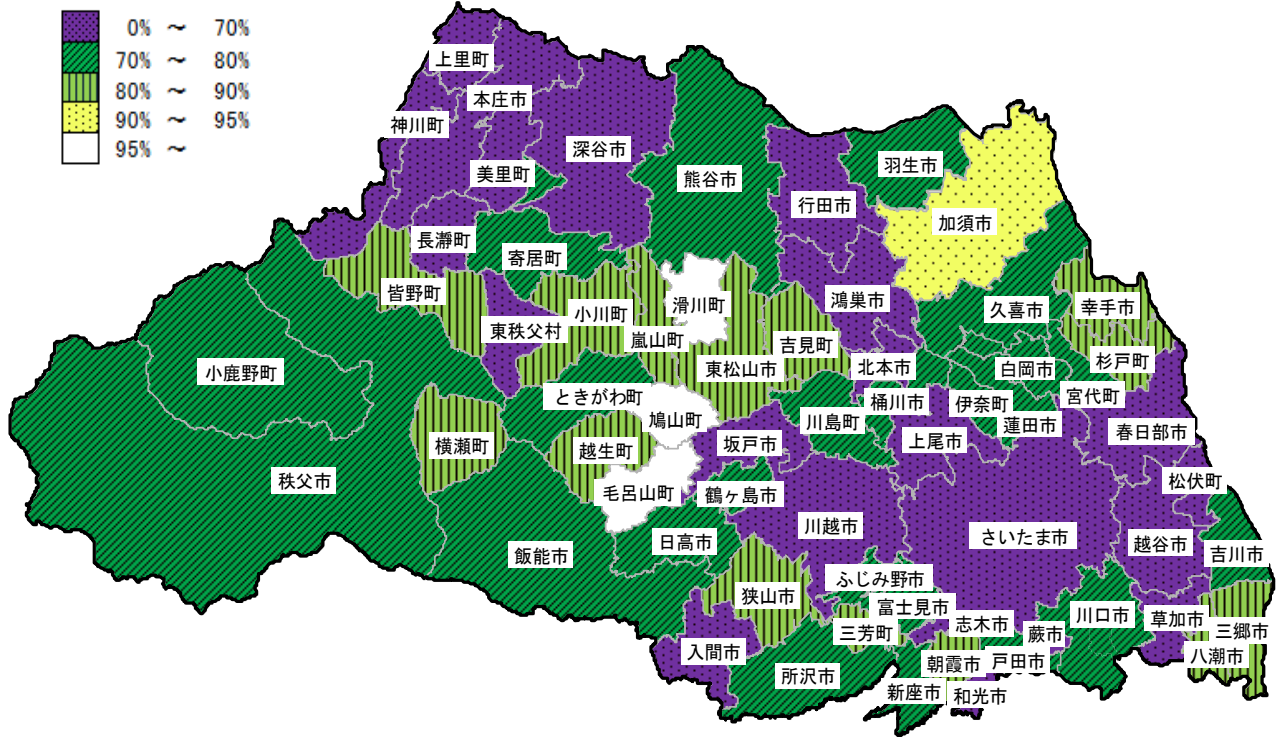 0% ～ 70%
70% ～ 80%
80% ～ 90%
90% ～ 95%
95% ～
上里町
本庄市
神川町
深谷市
美里町
熊谷市
羽生市
行田市
加須市
長瀞町
寄居町
皆野町
滑川町
鴻巣市
久喜市
幸手市
小川町
東秩父村
嵐山町
吉見町
杉戸町
小鹿野町
東松山市
北本市
白岡市
ときがわ町
桶川市
伊奈町
宮代町
鳩山町
川島町
蓮田市
横瀬町
越生町
坂戸市
上尾市
春日部市
秩父市
毛呂山町
鶴ヶ島市
松伏町
川越市
さいたま市
飯能市
日高市
越谷市
吉川市
ふじみ野市
狭山市
富士見市
三芳町
志木市
蕨市
川口市
草加市
三郷市
入間市
朝霞市
戸田市
八潮市
所沢市
新座市
和光市